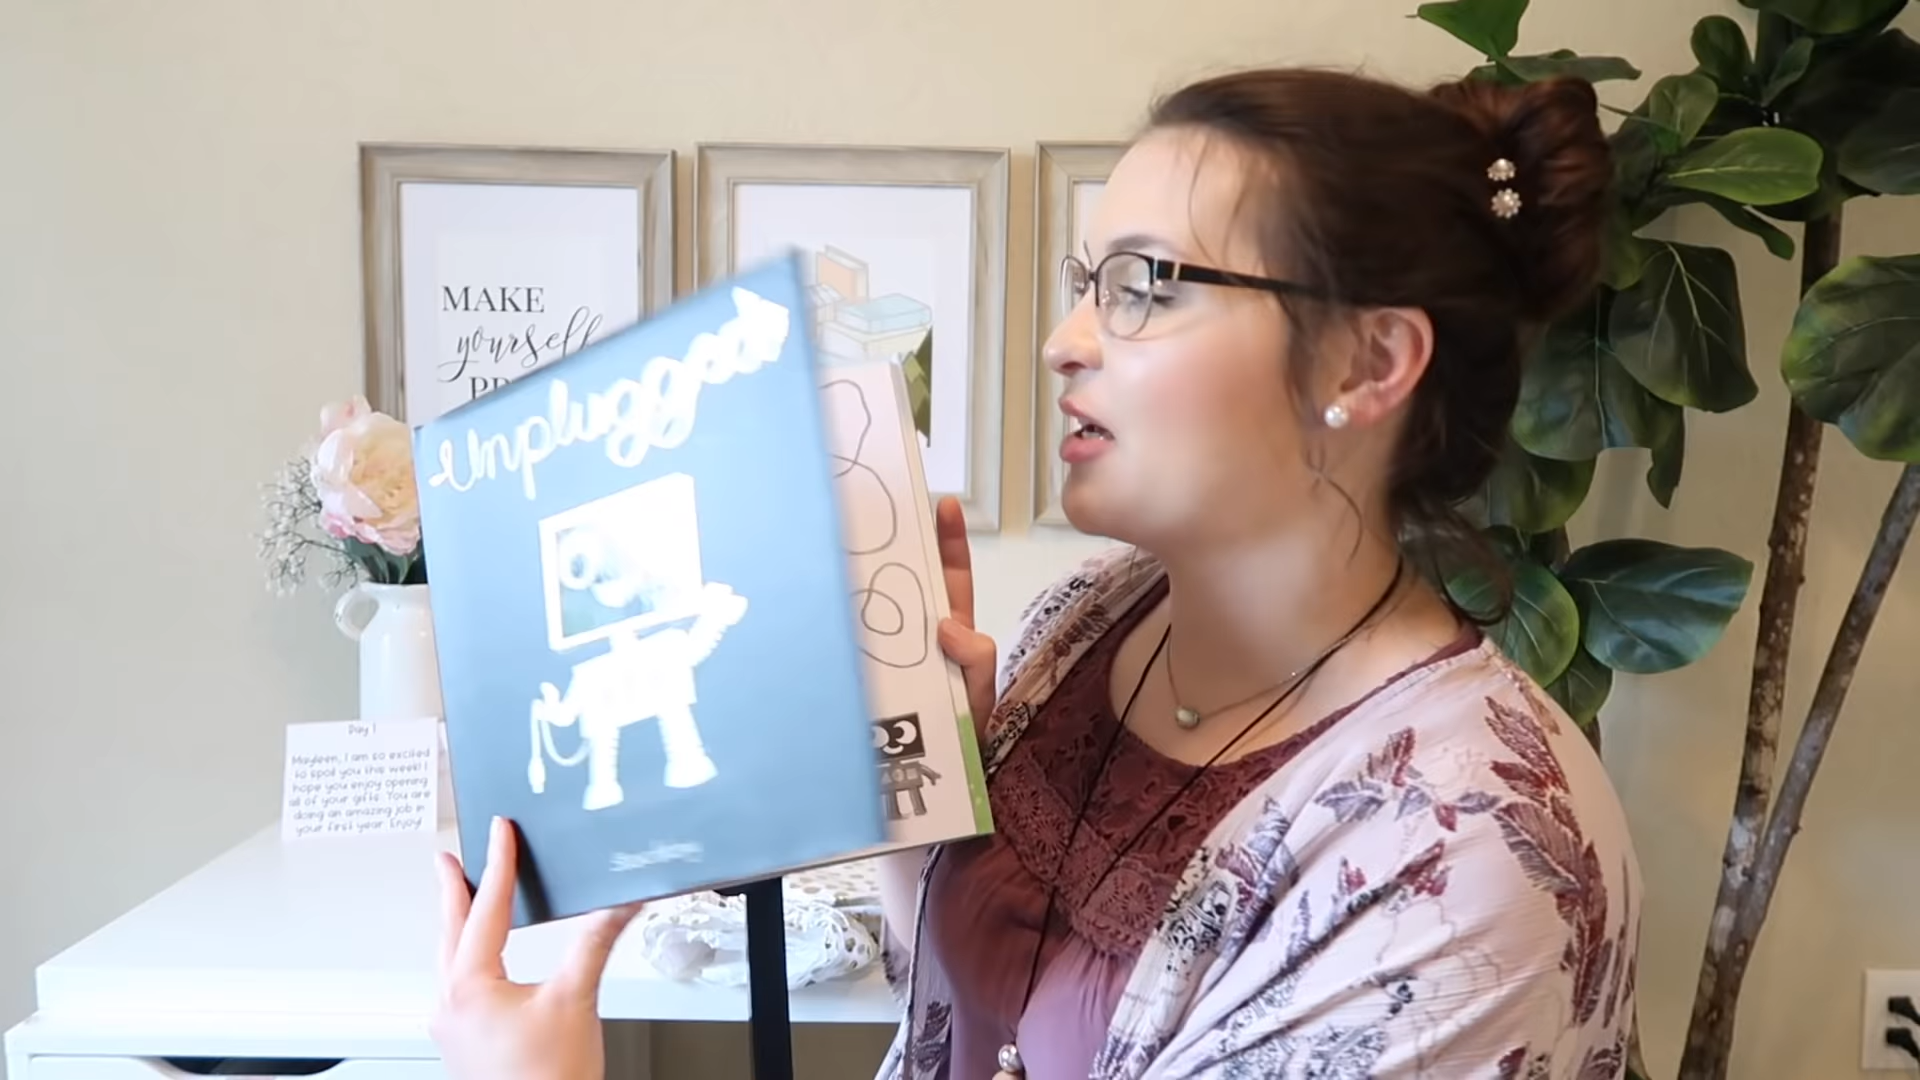 MAKE
yourself
Unplugged
Day 1
Mayleen, I am so excited
to spoil you this week! I
hope you enjoy opening
all of your gifts. You are
doing an amazing job in
your first year. Enjoy!